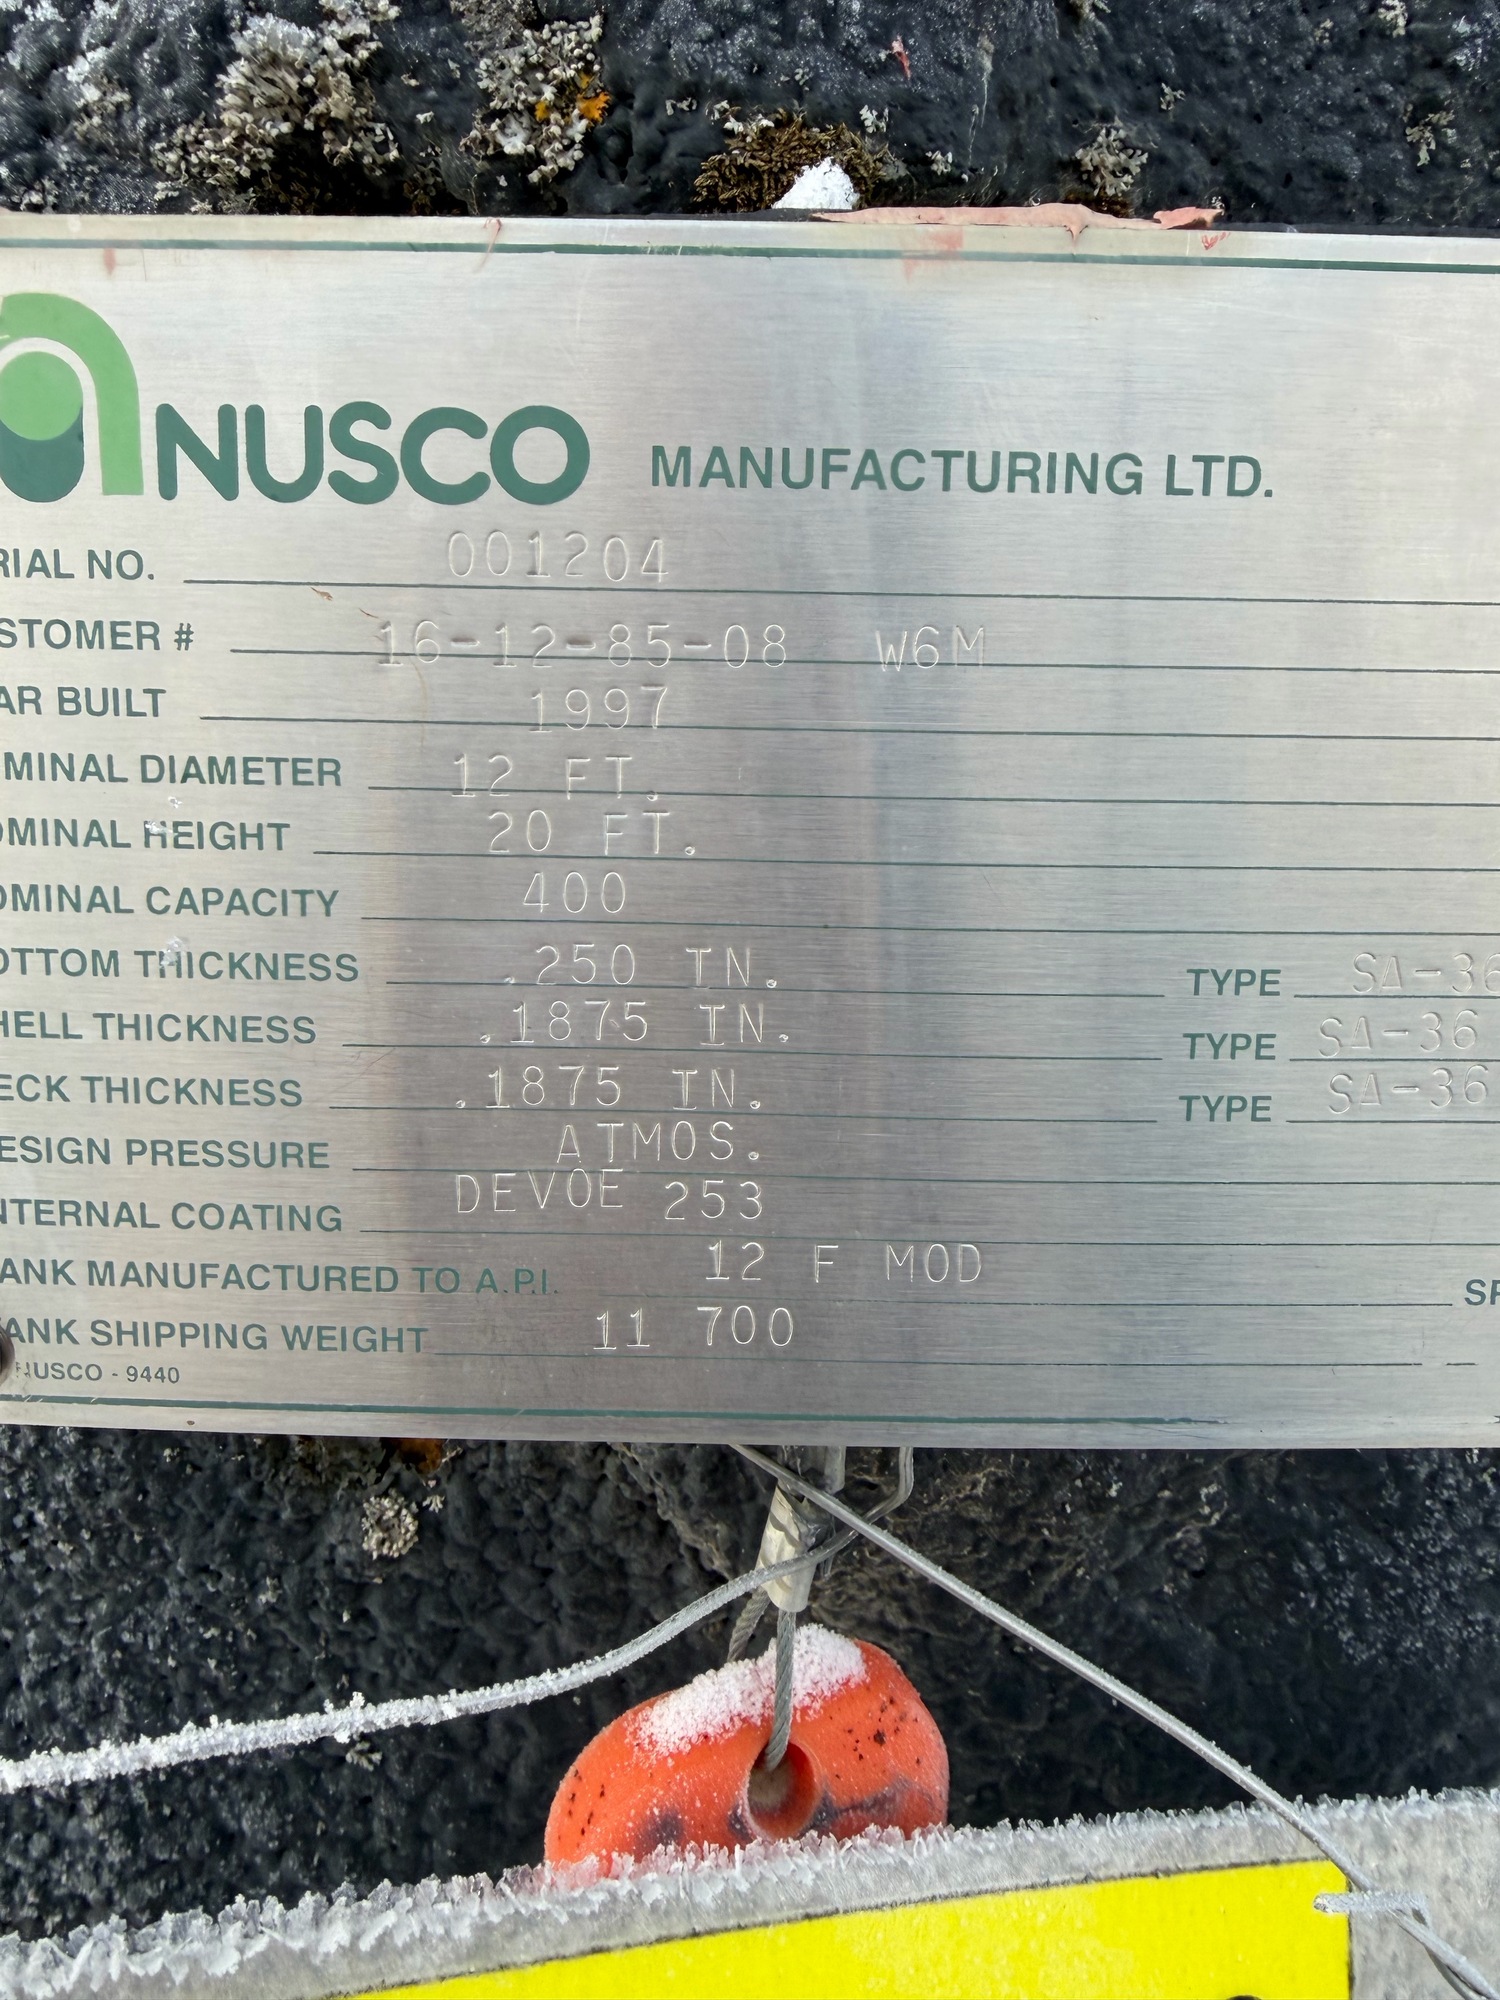 NUSCO MANUFACTURING LTD.
RIAL NO. 001204
STOMER # 16-12-85-08 W6M
AR BUILT 1997
MINAL DIAMETER 12 FT.
OMINAL HEIGHT 20 FT.
OMINAL CAPACITY 400
OTTOM THICKNESS .250 IN. TYPE SA-36
HELL THICKNESS .1875 IN. TYPE SA-36
ECK THICKNESS .1875 IN. TYPE SA-36
ESIGN PRESSURE ATMOS.
NTERNAL COATING DEVOE 253
ANK MANUFACTURED TO A.P.I. 12 F MOD SP
ANK SHIPPING WEIGHT 11 700
NUSCO - 9440